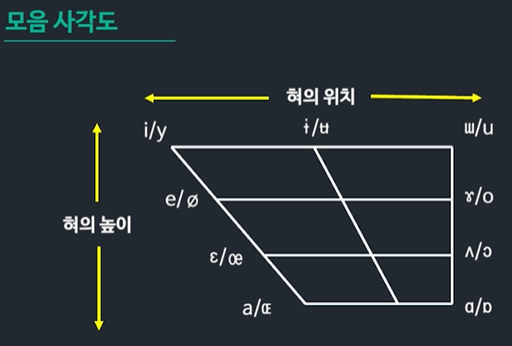 모음 사각도
혀의 위치
i/y ɨ/ʉ ɯ/u
e/ø ɤ/o
혀의 높이
ɛ/œ ʌ/ɔ
a/ɶ ɑ/ɒ